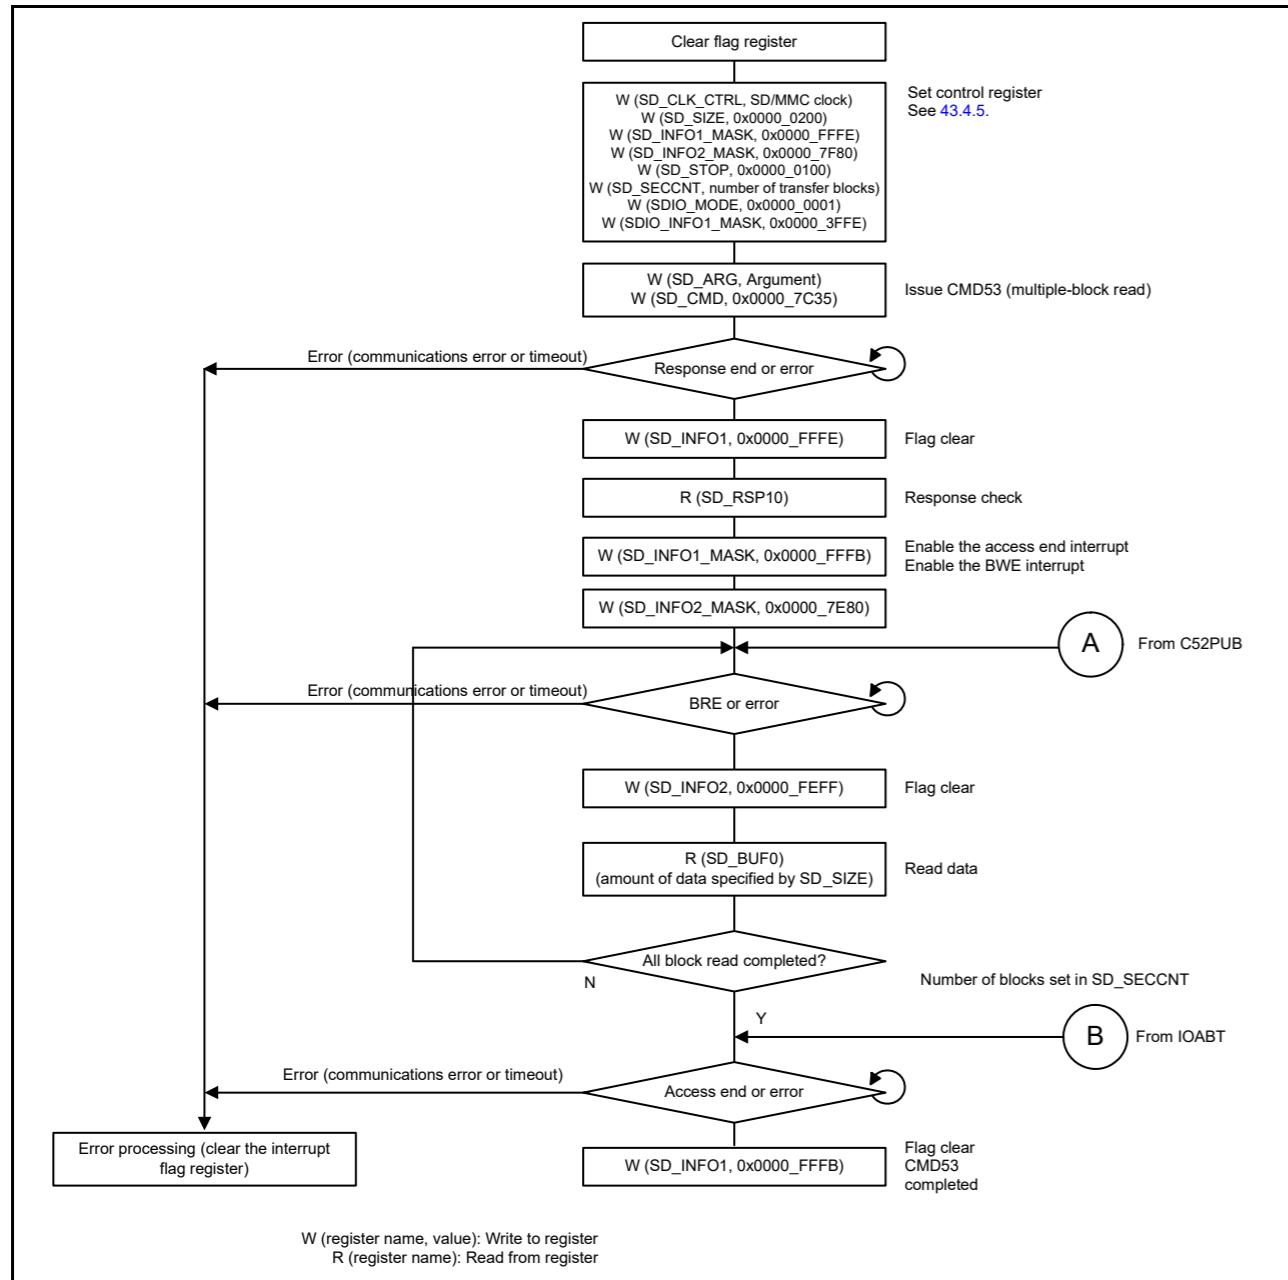 Clear flag register
W (SD_CLK_CTRL, SD/MMC clock)
W (SD_SIZE, 0x0000_0200)
W (SD_INFO1_MASK, 0x0000_FFFE)
W (SD_INFO2_MASK, 0x0000_7F80)
W (SD_STOP, 0x0000_0100)
W (SD_SECCNT, number of transfer blocks)
W (SDIO_MODE, 0x0000_0001)
W (SDIO_INFO1_MASK, 0x0000_3FFE)
Set control register
See 43.4.5.
W (SD_ARG, Argument)
W (SD_CMD, 0x0000_7C35)
Issue CMD53 (multiple-block read)
Error (communications error or timeout)
Response end or error
W (SD_INFO1, 0x0000_FFFE)
Flag clear
R (SD_RSP10)
Response check
W (SD_INFO1_MASK, 0x0000_FFFB)
Enable the access end interrupt
Enable the BWE interrupt
W (SD_INFO2_MASK, 0x0000_7E80)
A
From C52PUB
Error (communications error or timeout)
BRE or error
W (SD_INFO2, 0x0000_FEFF)
Flag clear
R (SD_BUF0)
(amount of data specified by SD_SIZE)
Read data
All block read completed?
N
Number of blocks set in SD_SECCNT
Y
B
From IOABT
Error (communications error or timeout)
Access end or error
Error processing (clear the interrupt
flag register)
W (SD_INFO1, 0x0000_FFFB)
Flag clear
CMD53
completed
W (register name, value): Write to register
R (register name): Read from register